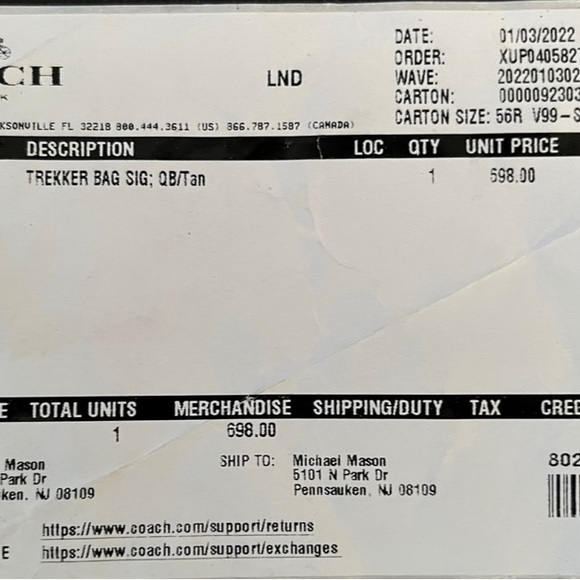 CH
LND
DATE: 01/03/2022
ORDER: XUP0405827
WAVE: 2022010302
CARTON: 0000092303
CARTON SIZE: 56R V99-S
KSONVILLE FL 32218 800.444.3611 (US) 866.787.1587 (CANADA)
DESCRIPTION LOC QTY UNIT PRICE
TREKKER BAG SIG; QB/Tan 1 698.00
E TOTAL UNITS MERCHANDISE SHIPPING/DUTY TAX CRED
1 698.00
Mason SHIP TO: Michael Mason 802
Park Dr 5101 N Park Dr
ken, NJ 08109 Pennsauken, NJ 08109
https://www.coach.com/support/returns
E https://www.coach.com/support/exchanges